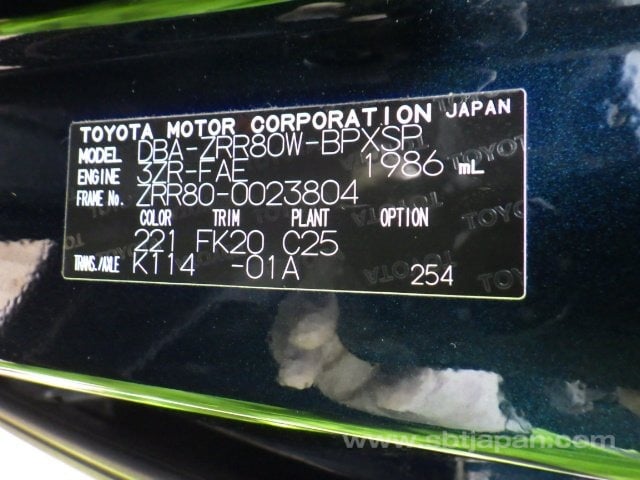 TOYOTA MOTOR CORPORATION JAPAN
MODEL DBA-ZRR80W-BPXSP
ENGINE 3ZR-FAE 1986 mL
FRAME No. ZRR80-0023804
COLOR TRIM PLANT OPTION
221 FK20 C25
TRANS./AXLE K114 -01A 254
www.sbtjapan.com